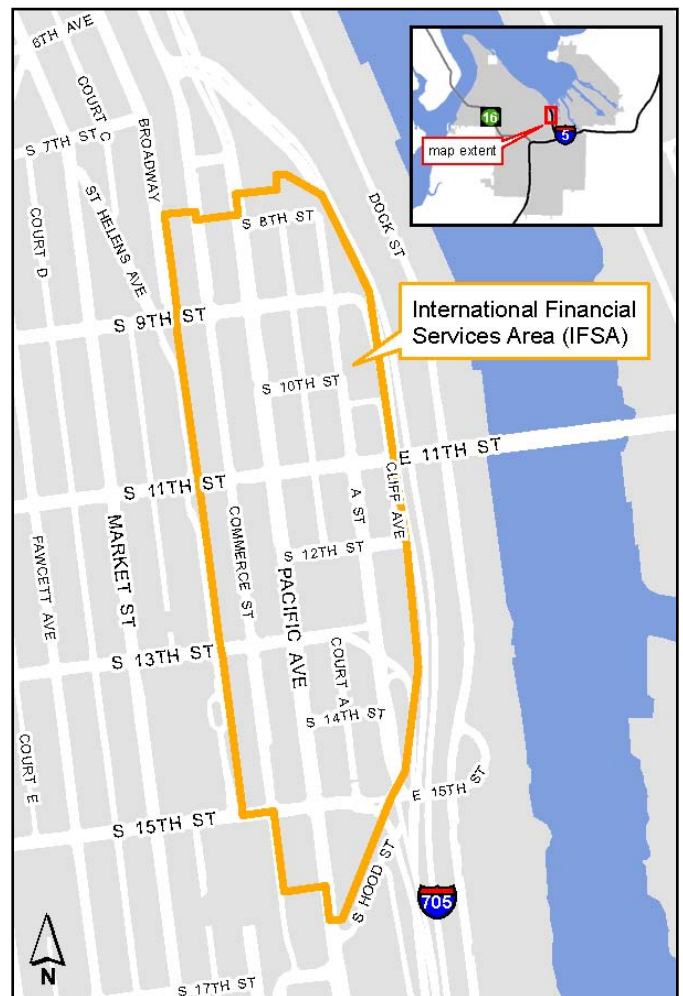 6TH AVE
COURT C
S 7TH ST
BROADWAY
ST HELENS AVE
COURT D
16
5
map extent
DOCK ST
S 8TH ST
S 9TH ST
International Financial
Services Area (IFSA)
S 10TH ST
E 11TH ST
S 11TH ST
CLIFF AVE
A ST
COMMERCE ST
MARKET ST
FAWCETT AVE
S 12TH ST
PACIFIC AVE
S 13TH ST
COURT A
S 14TH ST
COURT E
E 15TH ST
S 15TH ST
S HOOD ST
705
N
S 17TH ST